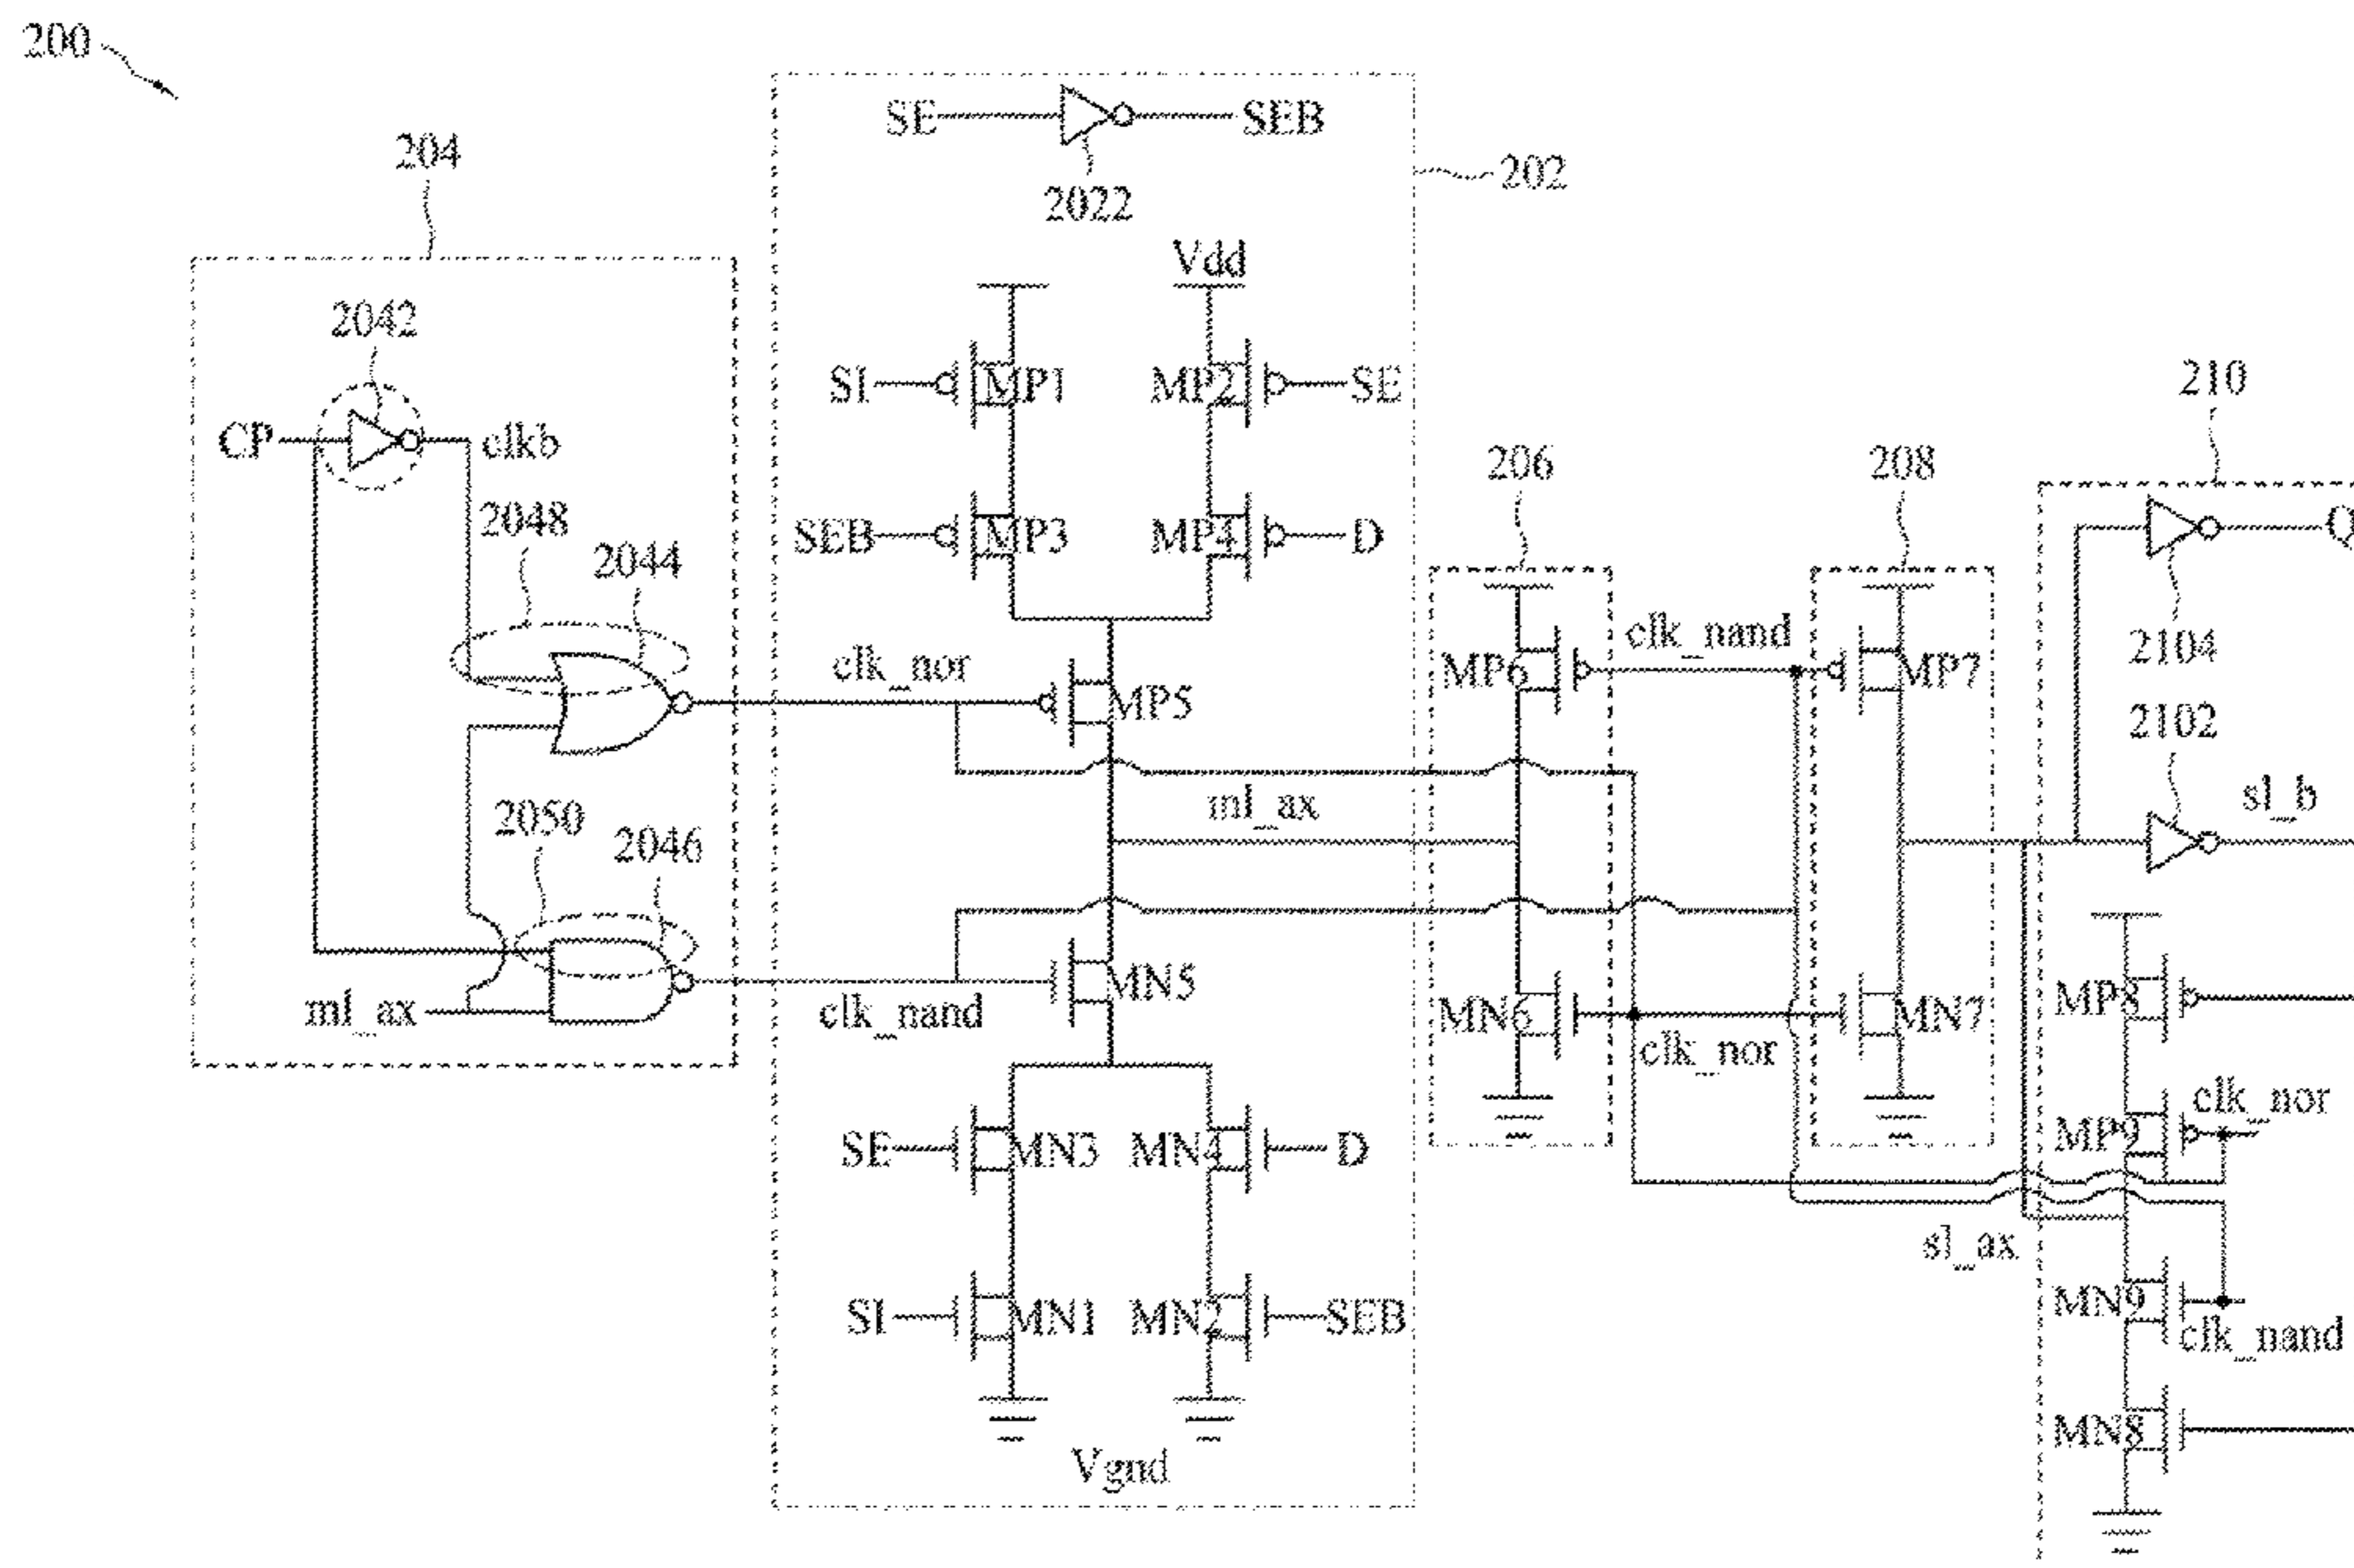 200
204
2042
CP
clkb
2048
2044
2050
2046
ml_ax
SE
SEB
2022
202
Vdd
SI
MP1
MP2
SE
SEB
MP3
MP4
D
clk_nor
MP5
ml_ax
clk_nand
MN5
SE
MN3
MN4
D
SI
MN1
MN2
SEB
Vgnd
206
MP6
clk_nand
MN6
clk_nor
208
MP7
MN7
210
Q
2104
2102
sl_b
MP8
clk_nor
MP9
sl_ax
MN9
clk_nand
MN8